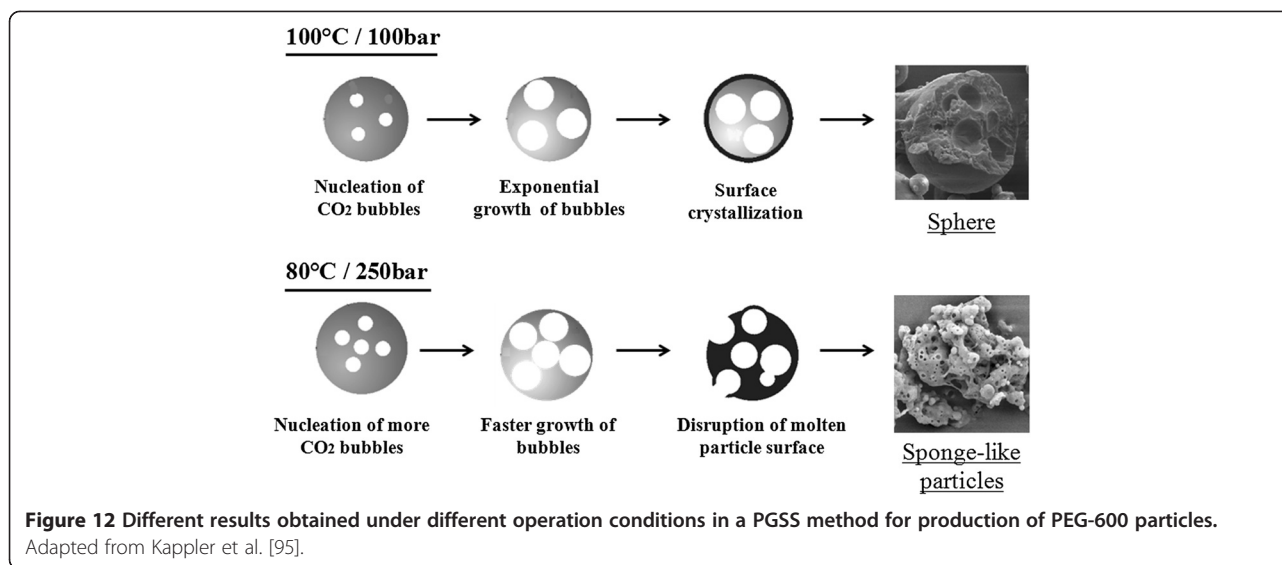 100°C / 100bar
Nucleation of
CO2 bubbles
Exponential
growth of bubbles
Surface
crystallization
Sphere
80°C / 250bar
Nucleation of more
CO2 bubbles
Faster growth of
bubbles
Disruption of molten
particle surface
Sponge-like
particles
Figure 12 Different results obtained under different operation conditions in a PGSS method for production of PEG-600 particles.
Adapted from Kappler et al. [95].